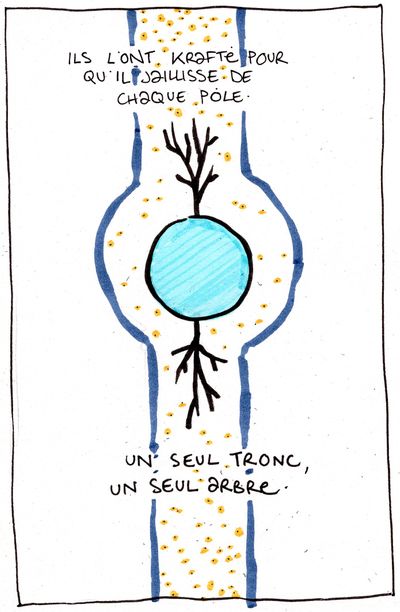 ILS L'ONT KRAFTÉ POUR
QU'IL JAILLISSE DE
CHAQUE PÔLE.
UN SEUL TRONC,
UN SEUL ARBRE.